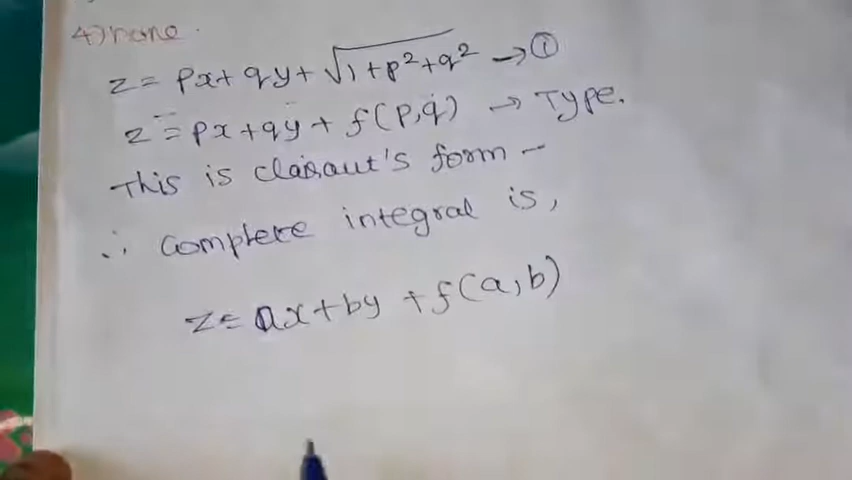 4) none.
z = px + qy + √1+p²+q² → ①
z = px + qy + f(p,q) → Type.
This is claisaut's form -
∴ complete integral is,
z = ax + by + f(a,b)